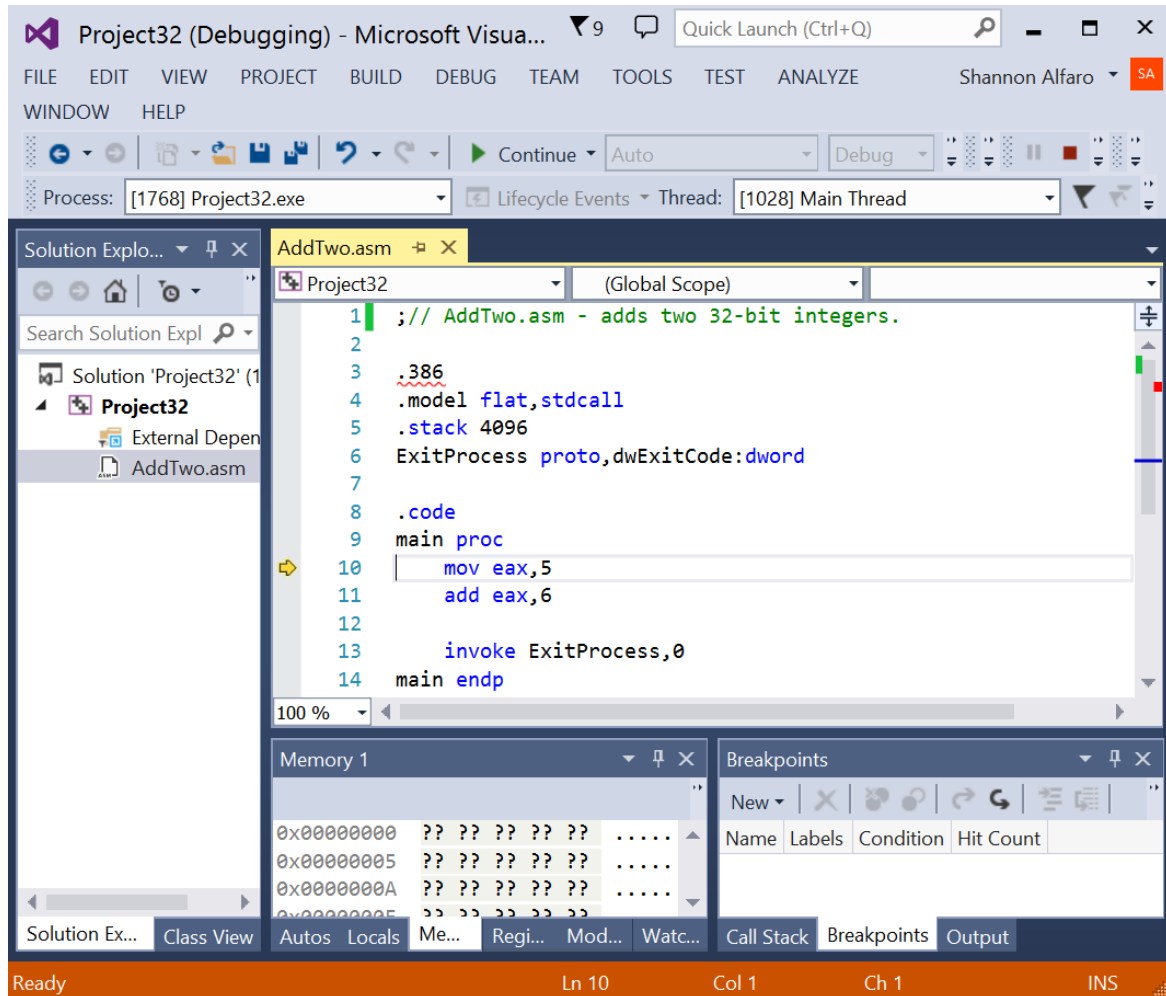 Project32 (Debugging) - Microsoft Visua... 9 Quick Launch (Ctrl+Q)
FILE EDIT VIEW PROJECT BUILD DEBUG TEAM TOOLS TEST ANALYZE Shannon Alfaro SA
WINDOW HELP
Continue Auto Debug
Process: [1768] Project32.exe Lifecycle Events Thread: [1028] Main Thread
Solution Explo...
Search Solution Expl
Solution 'Project32' (1
Project32
External Depen
AddTwo.asm
Solution Ex... Class View
AddTwo.asm
Project32 (Global Scope)
1 ;// AddTwo.asm - adds two 32-bit integers.
2
3 .386
4 .model flat,stdcall
5 .stack 4096
6 ExitProcess proto,dwExitCode:dword
7
8 .code
9 main proc
10 mov eax,5
11 add eax,6
12
13 invoke ExitProcess,0
14 main endp
100 %
Memory 1
0x00000000 ?? ?? ?? ?? ?? .....
0x00000005 ?? ?? ?? ?? ?? .....
0x0000000A ?? ?? ?? ?? ?? .....
0x0000000F ?? ?? ?? ?? ??
Autos Locals Me... Regi... Mod... Watc...
Breakpoints
New
Name Labels Condition Hit Count
Call Stack Breakpoints Output
Ready Ln 10 Col 1 Ch 1 INS